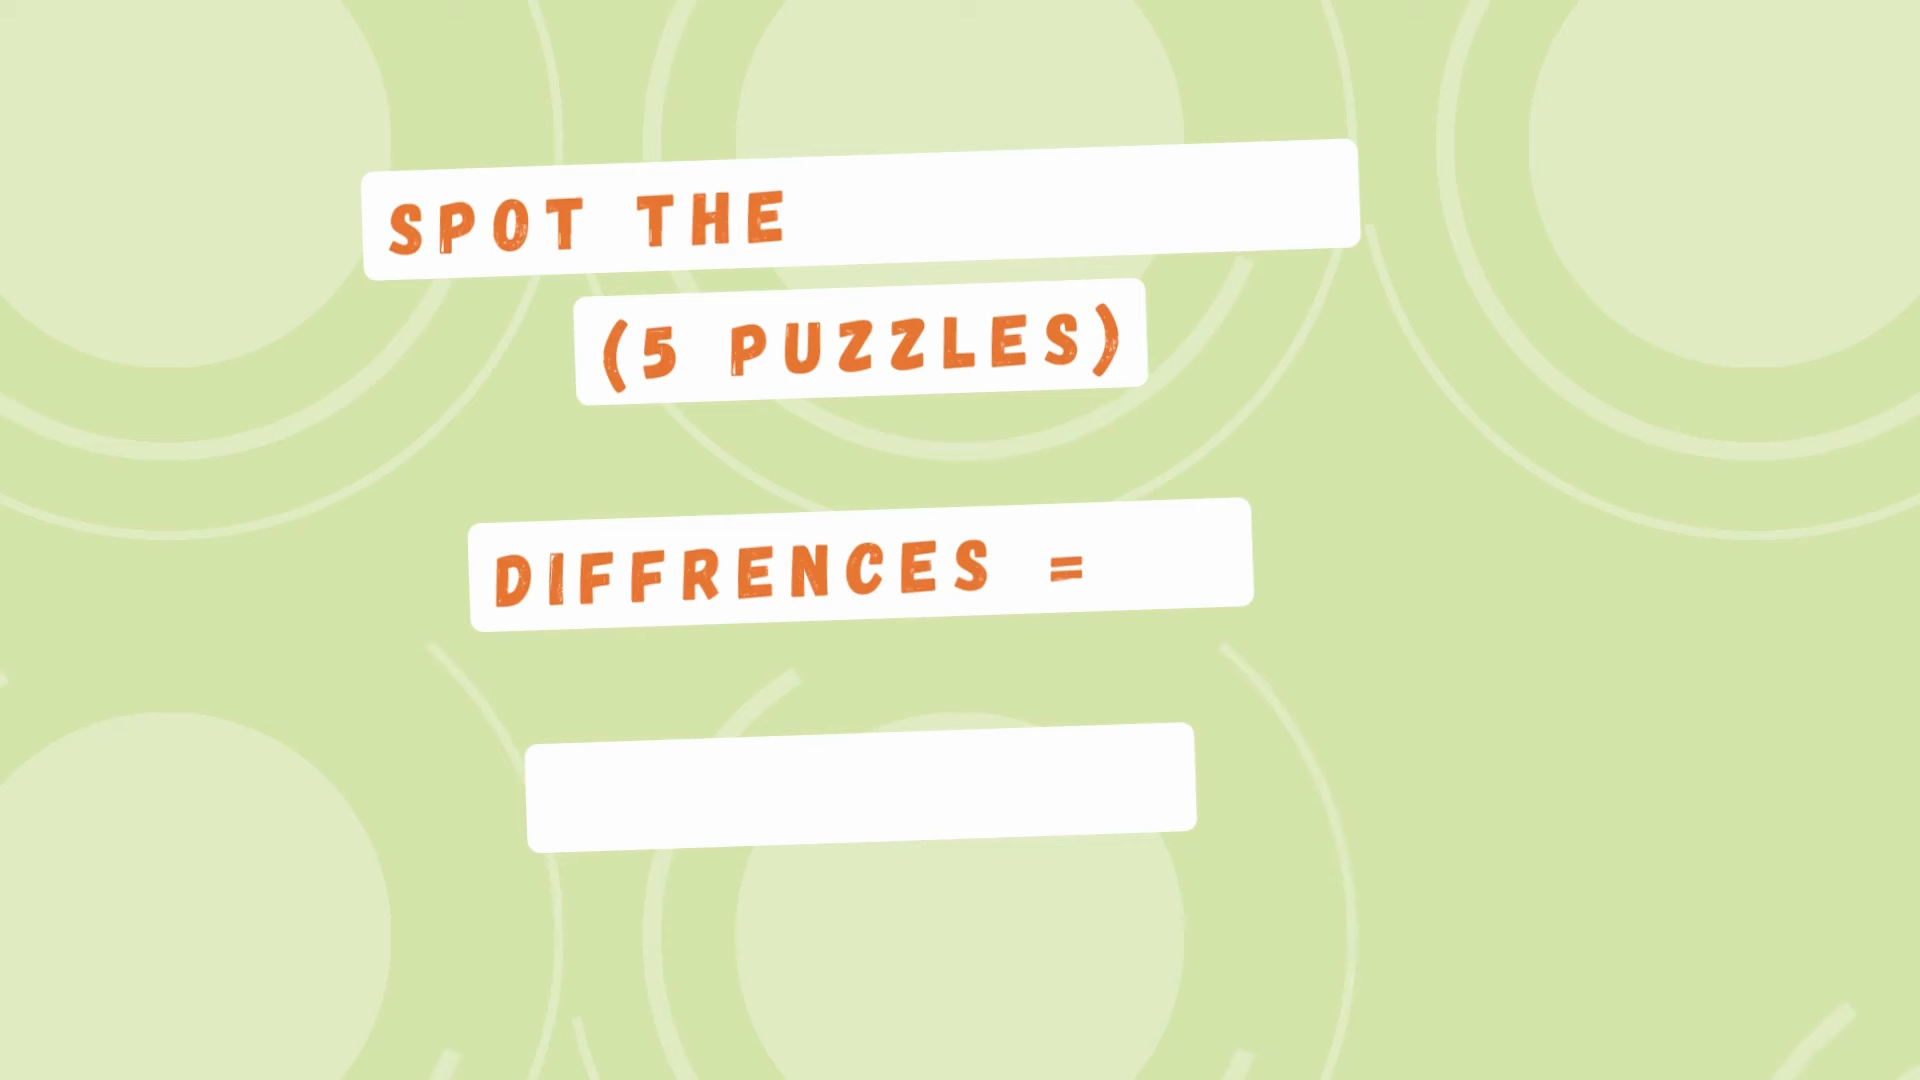 SPOT THE
(5 PUZZLES)
DIFFRENCES =